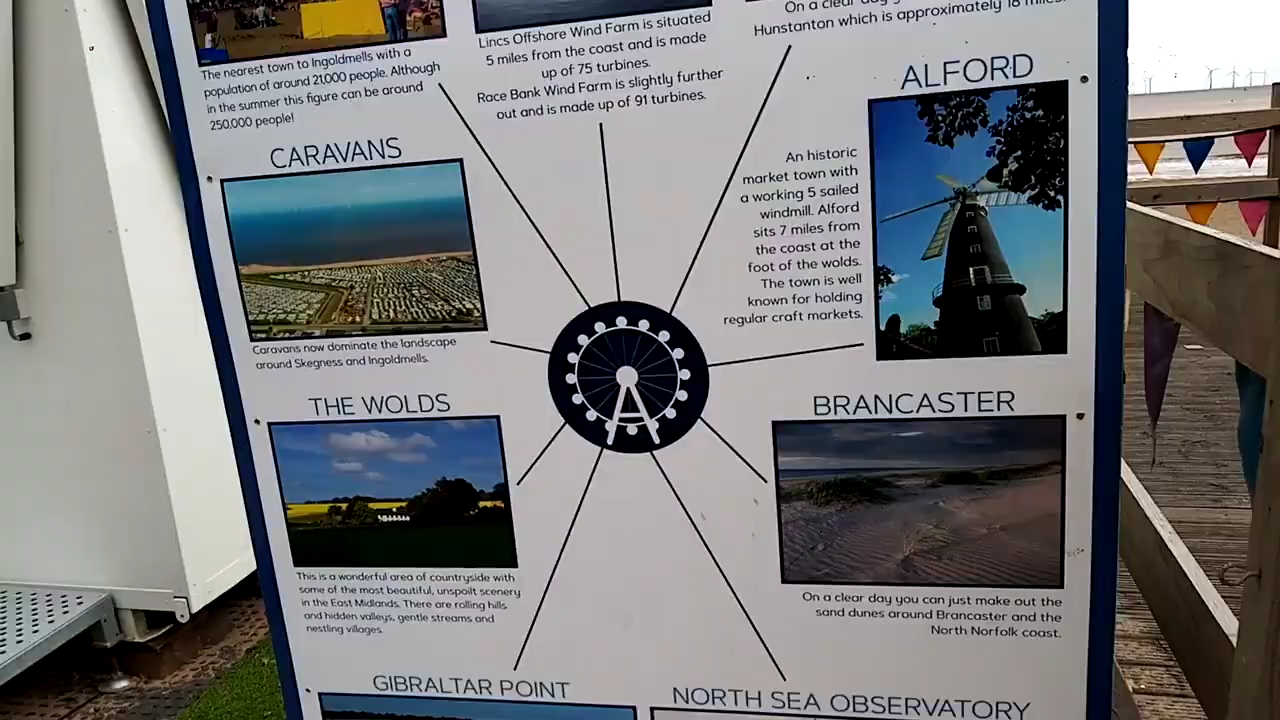 The nearest town to Ingoldmells with a
population of around 21,000 people. Although
in the summer this figure can be around
250,000 people!
Lincs Offshore Wind Farm is situated
5 miles from the coast and is made
up of 75 turbines.
Race Bank Wind Farm is slightly further
out and is made up of 91 turbines.
On a clear day
Hunstanton which is approximately 18 miles.
CARAVANS
Caravans now dominate the landscape
around Skegness and Ingoldmells.
ALFORD
An historic
market town with
a working 5 sailed
windmill. Alford
sits 7 miles from
the coast at the
foot of the wolds.
The town is well
known for holding
regular craft markets.
THE WOLDS
This is a wonderful area of countryside with
some of the most beautiful, unspoilt scenery
in the East Midlands. There are rolling hills
and hidden valleys, gentle streams and
nestling villages.
BRANCASTER
On a clear day you can just make out the
sand dunes around Brancaster and the
North Norfolk coast.
GIBRALTAR POINT
NORTH SEA OBSERVATORY